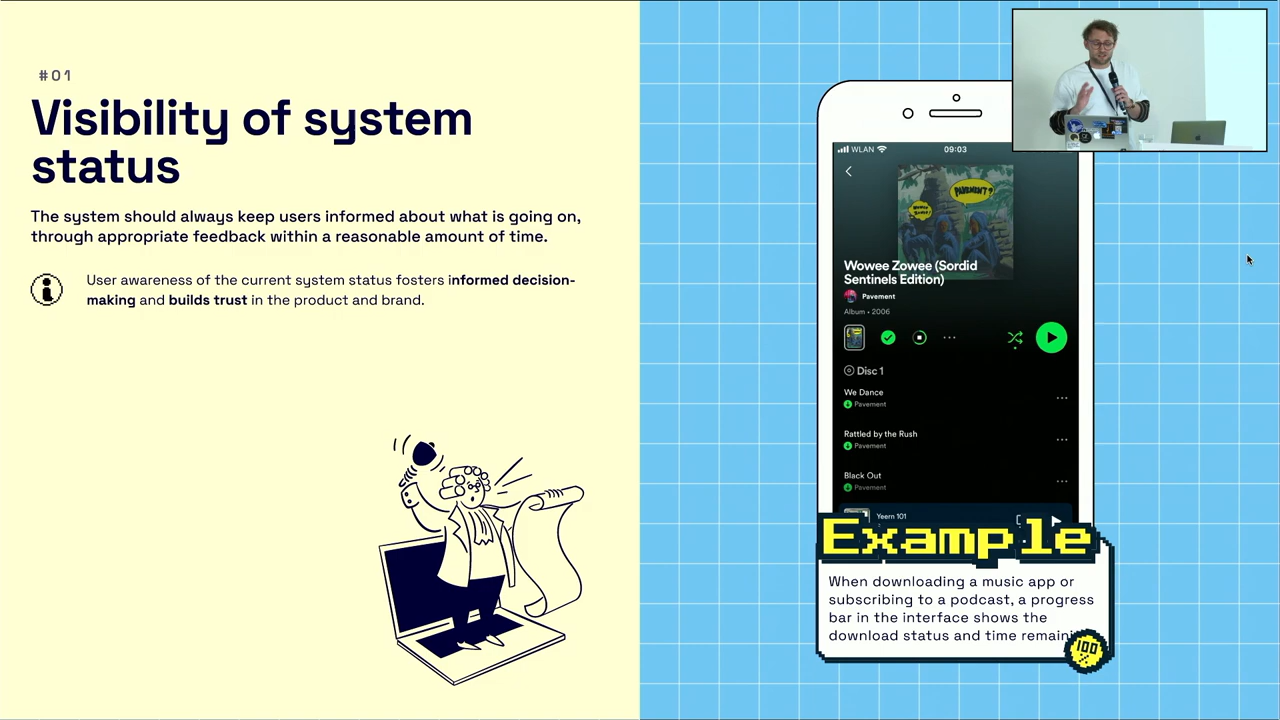 #01
Visibility of system
status
The system should always keep users informed about what is going on,
through appropriate feedback within a reasonable amount of time.
User awareness of the current system status fosters informed decision-
making and builds trust in the product and brand.
WLAN
09:03
PAVEMENT?
Wowee Zowee (Sordid
Sentinels Edition)
Pavement
Album • 2006
Disc 1
We Dance
Pavement
Rattled by the Rush
Pavement
Black Out
Pavement
Yeern 101
Example
When downloading a music app or
subscribing to a podcast, a progress
bar in the interface shows the
download status and time remaini
100